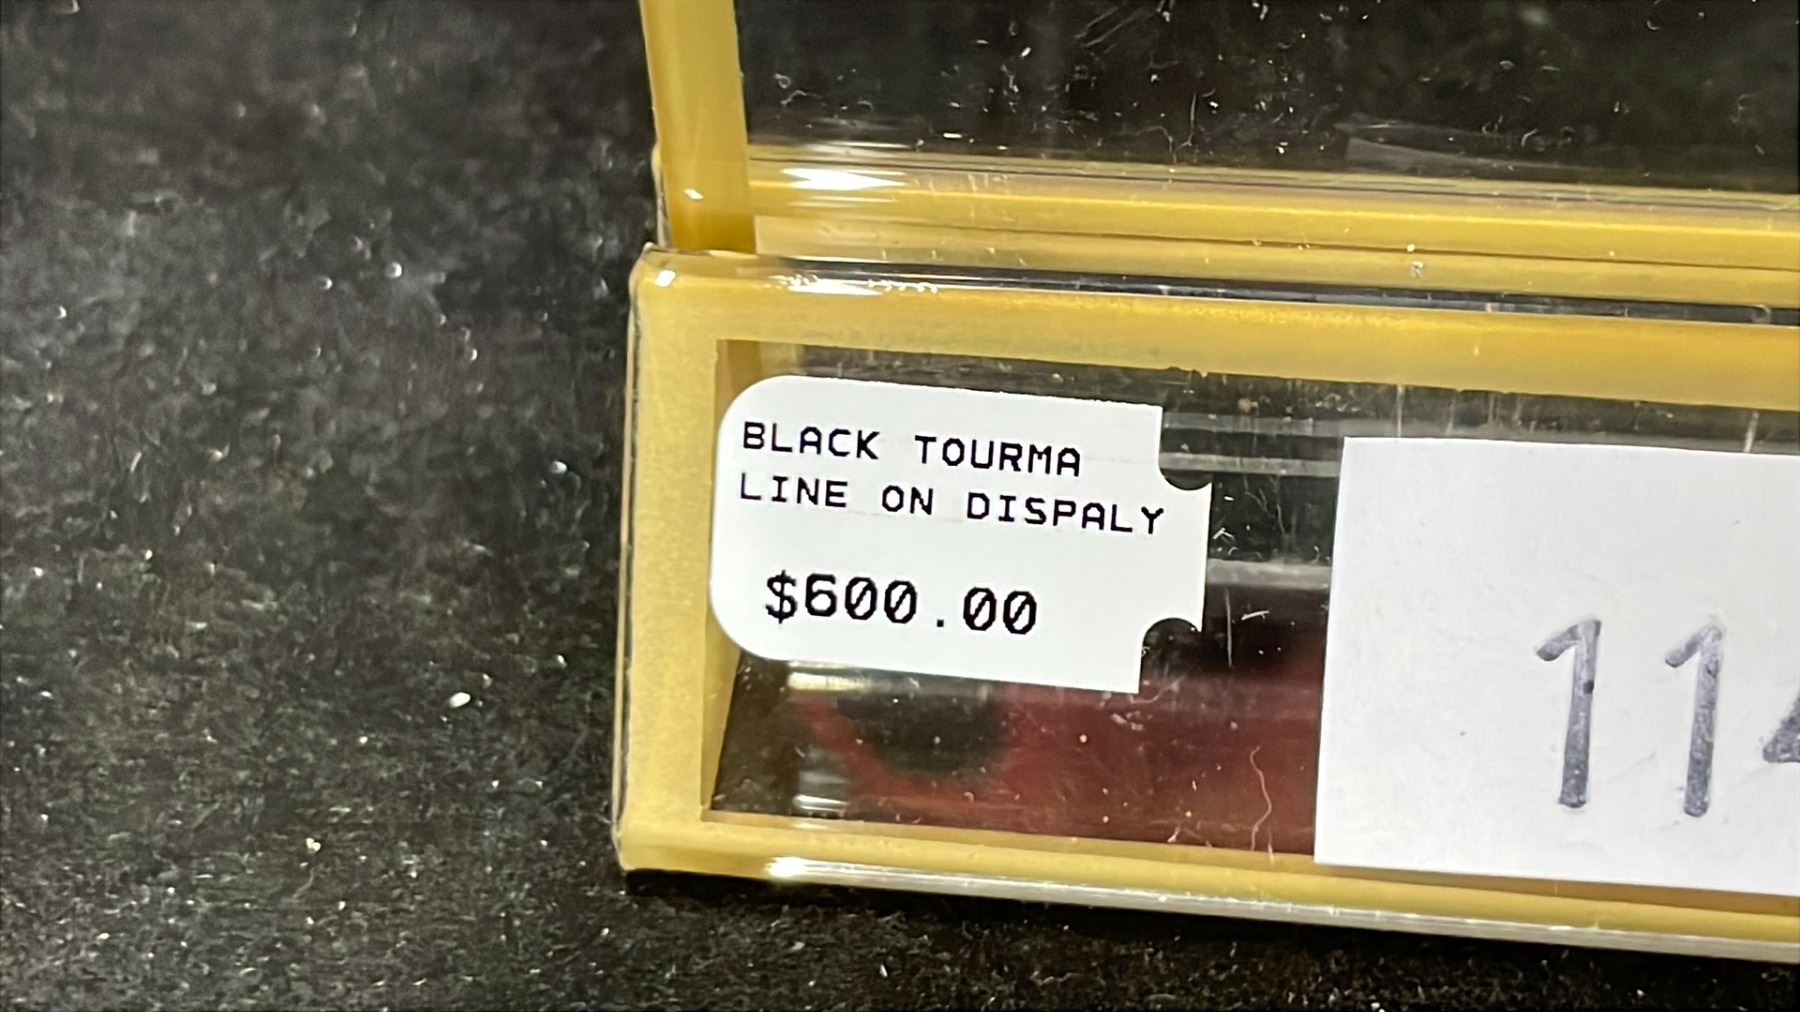 BLACK TOURMA
LINE ON DISPALY
$600.00
11